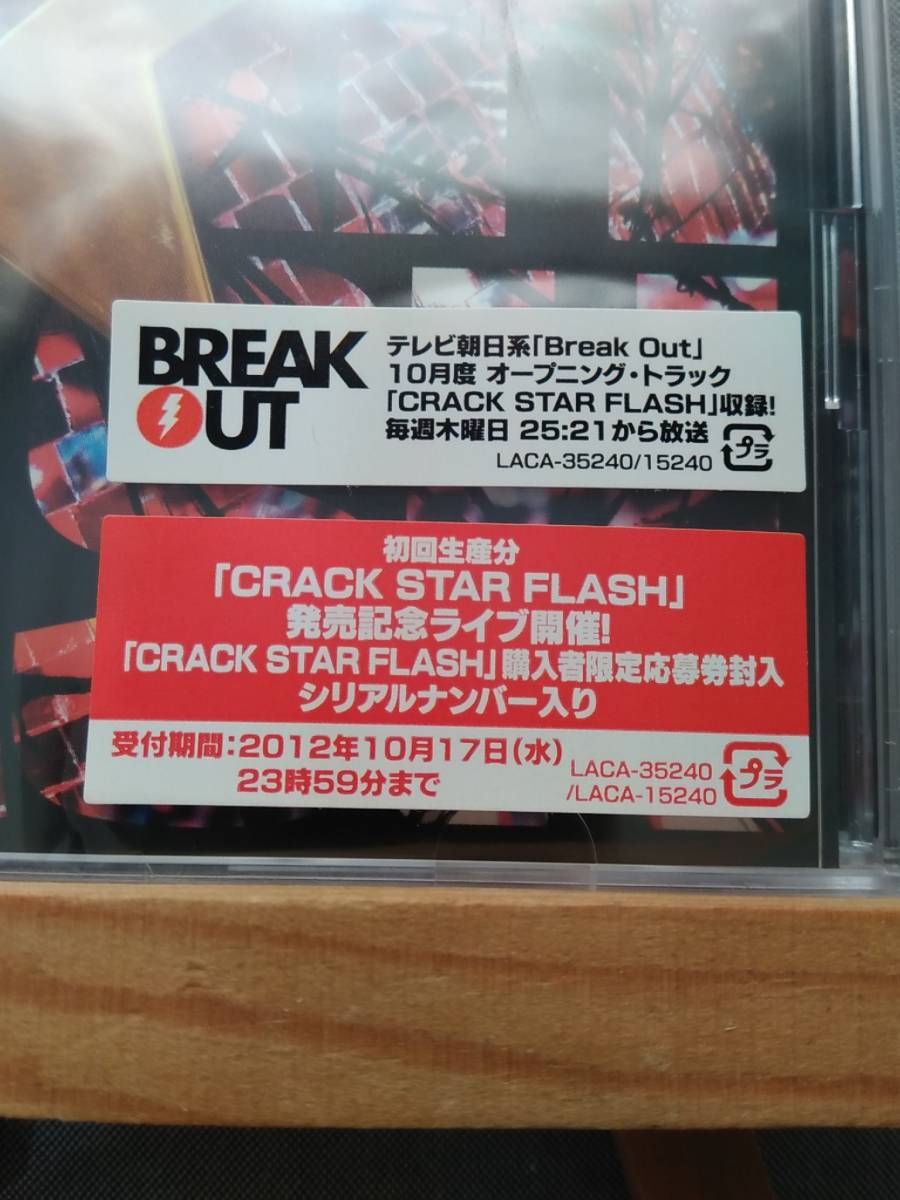 BREAK
OUT
テレビ朝日系「Break Out」
10月度 オープニング・トラック
「CRACK STAR FLASH」収録!
毎週木曜日 25:21から放送
LACA-35240/15240
プラ
初回生産分
「CRACK STAR FLASH」
発売記念ライブ開催!
「CRACK STAR FLASH」購入者限定応募券封入
シリアルナンバー入り
受付期間:2012年10月17日(水)
23時59分まで
LACA-35240
/LACA-15240
プラ